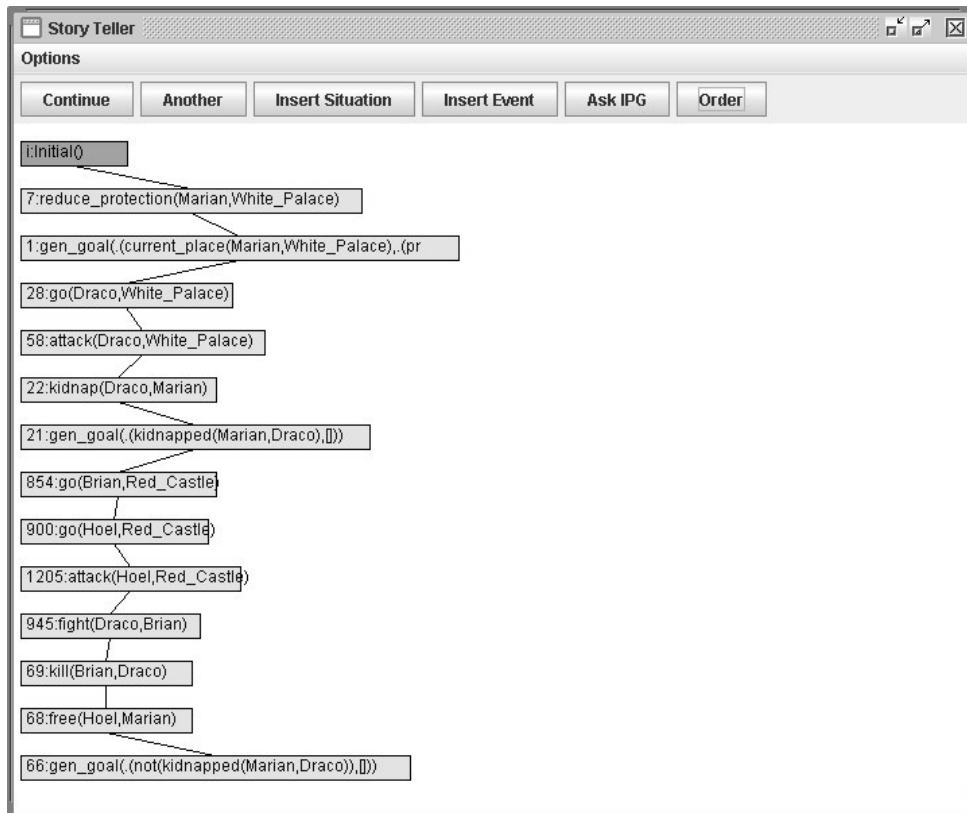 Story Teller
Options
Continue Another Insert Situation Insert Event Ask IPG Order
i:Initial()
7:reduce_protection(Marian,White_Palace)
1:gen_goal(.(current_place(Marian,White_Palace),.(pr
28:go(Draco,White_Palace)
58:attack(Draco,White_Palace)
22:kidnap(Draco,Marian)
21:gen_goal(.(kidnapped(Marian,Draco),[]))
854:go(Brian,Red_Castle)
900:go(Hoel,Red_Castle)
1205:attack(Hoel,Red_Castle)
945:fight(Draco,Brian)
69:kill(Brian,Draco)
68:free(Hoel,Marian)
66:gen_goal(.(not(kidnapped(Marian,Draco)),[]))